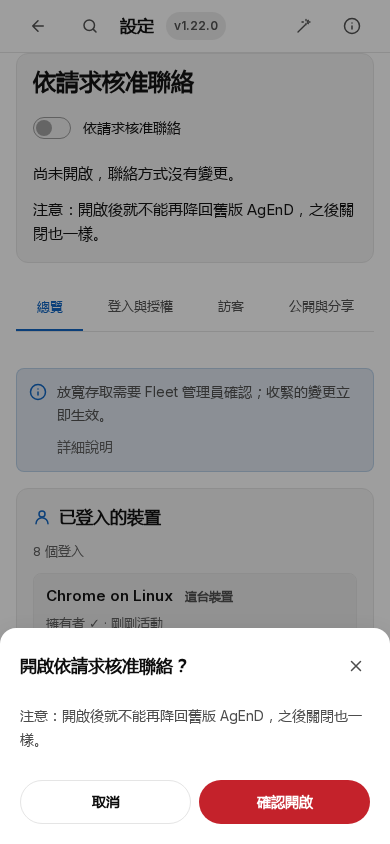 設定 v1.22.0
依請求核准聯絡
依請求核准聯絡
尚未開啟，聯絡方式沒有變更。
注意：開啟後就不能再降回舊版 AgEnD，之後關
閉也一樣。
總覽 登入與授權 訪客 公開與分享
放寬存取需要 Fleet 管理員確認；收緊的變更立
即生效。
詳細說明
已登入的裝置
8 個登入
Chrome on Linux 這台裝置
擁有者 ✓ · 剛剛活動
開啟依請求核准聯絡？
注意：開啟後就不能再降回舊版 AgEnD，之後關閉也一
樣。
取消 確認開啟